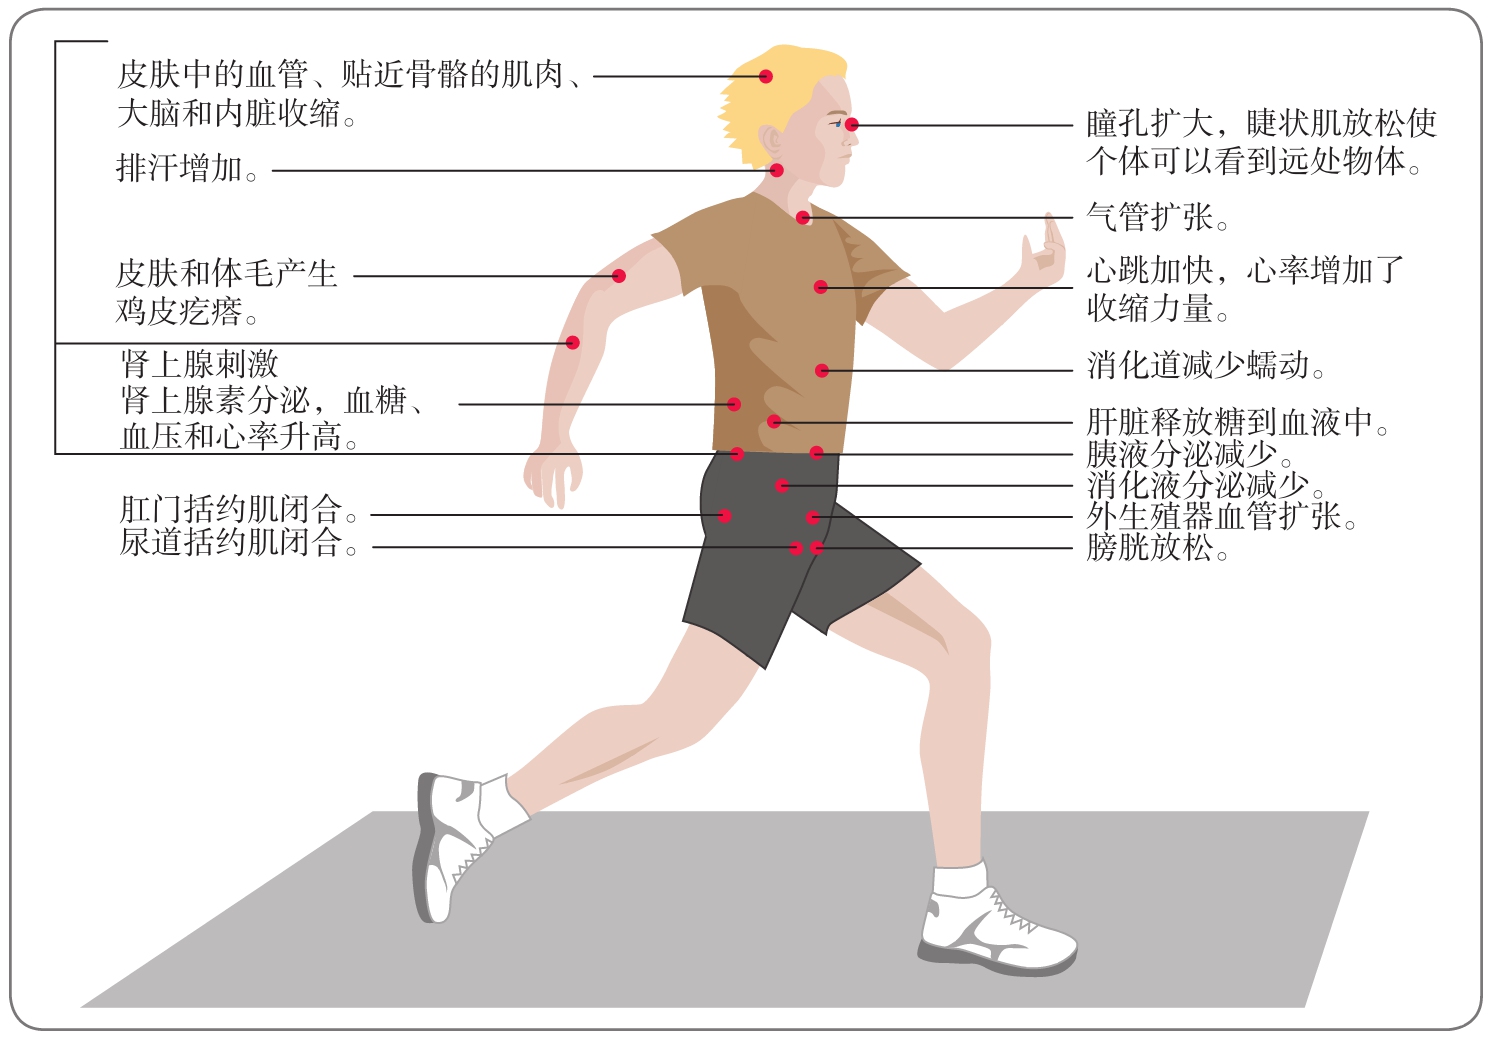 皮肤中的血管、贴近骨骼的肌肉、
大脑和内脏收缩。
排汗增加。
皮肤和体毛产生
鸡皮疙瘩。
肾上腺刺激
肾上腺素分泌，血糖、
血压和心率升高。
肛门括约肌闭合。
尿道括约肌闭合。
瞳孔扩大，睫状肌放松使
个体可以看到远处物体。
气管扩张。
心跳加快，心率增加了
收缩力量。
消化道减少蠕动。
肝脏释放糖到血液中。
胰液分泌减少。
消化液分泌减少。
外生殖器血管扩张。
膀胱放松。